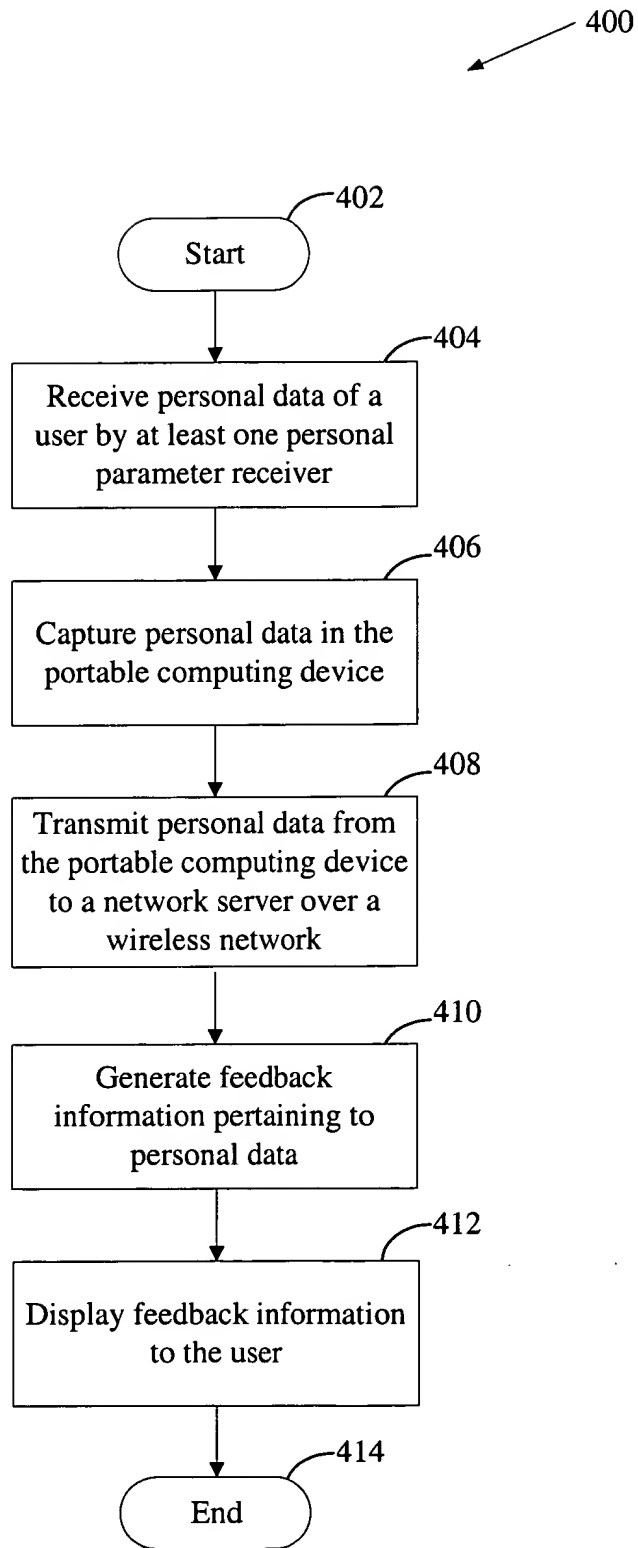 400
402
Start
404
Receive personal data of a
user by at least one personal
parameter receiver
406
Capture personal data in the
portable computing device
408
Transmit personal data from
the portable computing device
to a network server over a
wireless network
410
Generate feedback
information pertaining to
personal data
412
Display feedback information
to the user
414
End